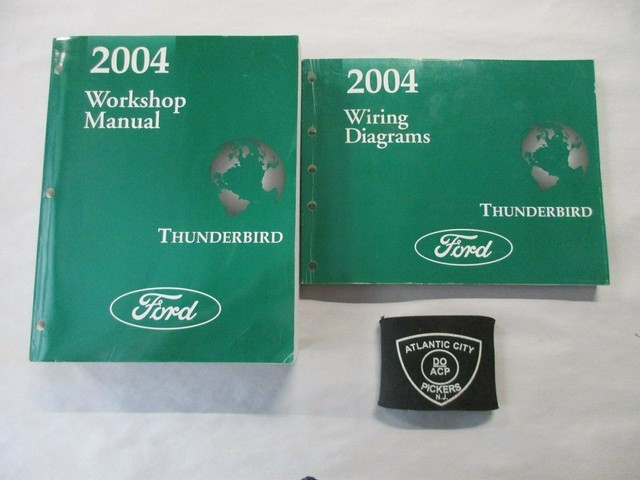 2004
Workshop
Manual
THUNDERBIRD
Ford
2004
Wiring
Diagrams
THUNDERBIRD
Ford
ATLANTIC CITY
DO
ACP
PICKERS
N.J.